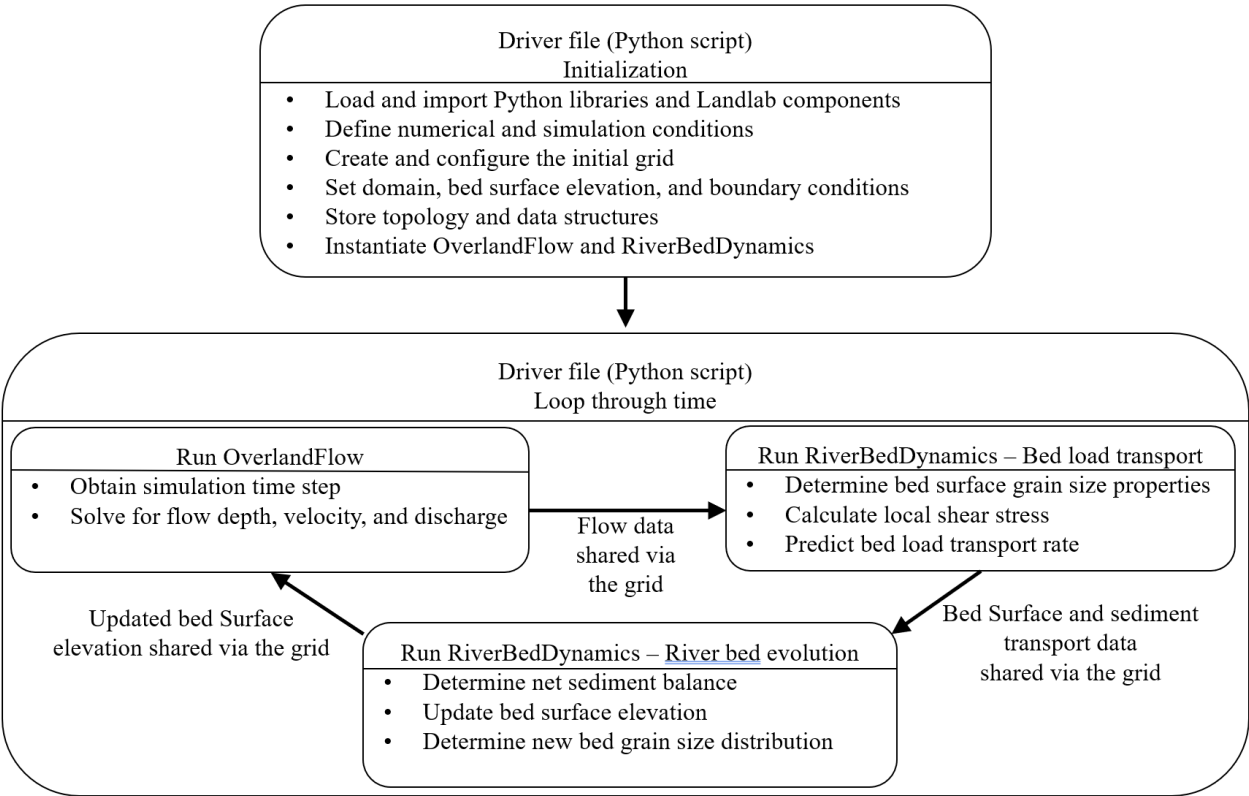 Driver file (Python script)
Initialization
• Load and import Python libraries and Landlab components
• Define numerical and simulation conditions
• Create and configure the initial grid
• Set domain, bed surface elevation, and boundary conditions
• Store topology and data structures
• Instantiate OverlandFlow and RiverBedDynamics
Driver file (Python script)
Loop through time
Run OverlandFlow
• Obtain simulation time step
• Solve for flow depth, velocity, and discharge
Flow data
shared via
the grid
Run RiverBedDynamics – Bed load transport
• Determine bed surface grain size properties
• Calculate local shear stress
• Predict bed load transport rate
Bed Surface and sediment
transport data
shared via the grid
Run RiverBedDynamics – River bed evolution
• Determine net sediment balance
• Update bed surface elevation
• Determine new bed grain size distribution
Updated bed Surface
elevation shared via the grid